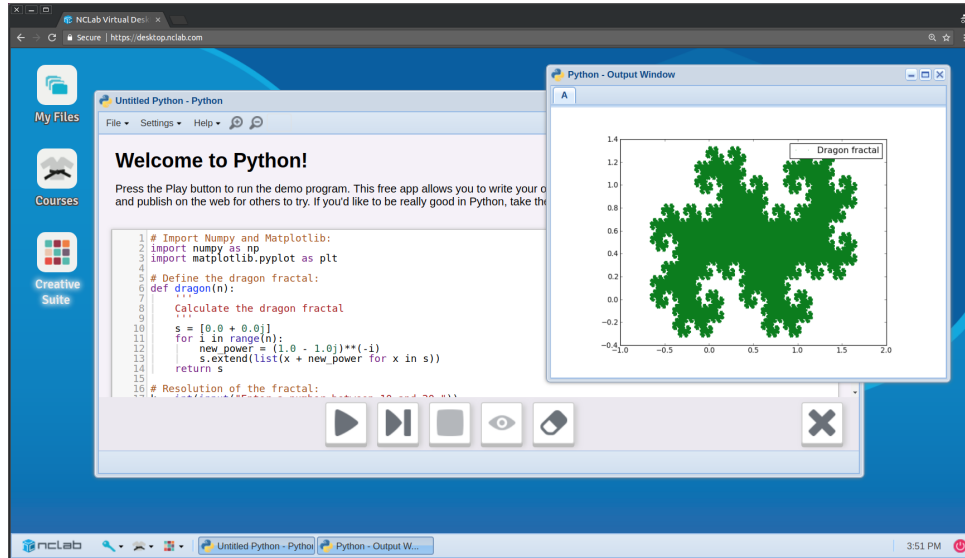 NCLab Virtual Desk
Secure | https://desktop.nclab.com
My Files
Courses
Creative
Suite
Untitled Python - Python
File Settings Help
Welcome to Python!
Press the Play button to run the demo program. This free app allows you to write your o
and publish on the web for others to try. If you'd like to be really good in Python, take th
1 # Import Numpy and Matplotlib:
2 import numpy as np
3 import matplotlib.pyplot as plt
4
5 # Define the dragon fractal:
6 def dragon(n):
7 '''
8 Calculate the dragon fractal
9 '''
10 s = [0.0 + 0.0j]
11 for i in range(n):
12 new_power = (1.0 - 1.0j)**(-i)
13 s.extend(list(x + new_power for x in s))
14 return s
15
16 # Resolution of the fractal:
Python - Output Window
A
Dragon fractal
1.4
1.2
1.0
0.8
0.6
0.4
0.2
0.0
−0.2
−0.4
−1.0 −0.5 0.0 0.5 1.0 1.5 2.0
nclab
Untitled Python - Pytho
Python - Output W...
3:51 PM